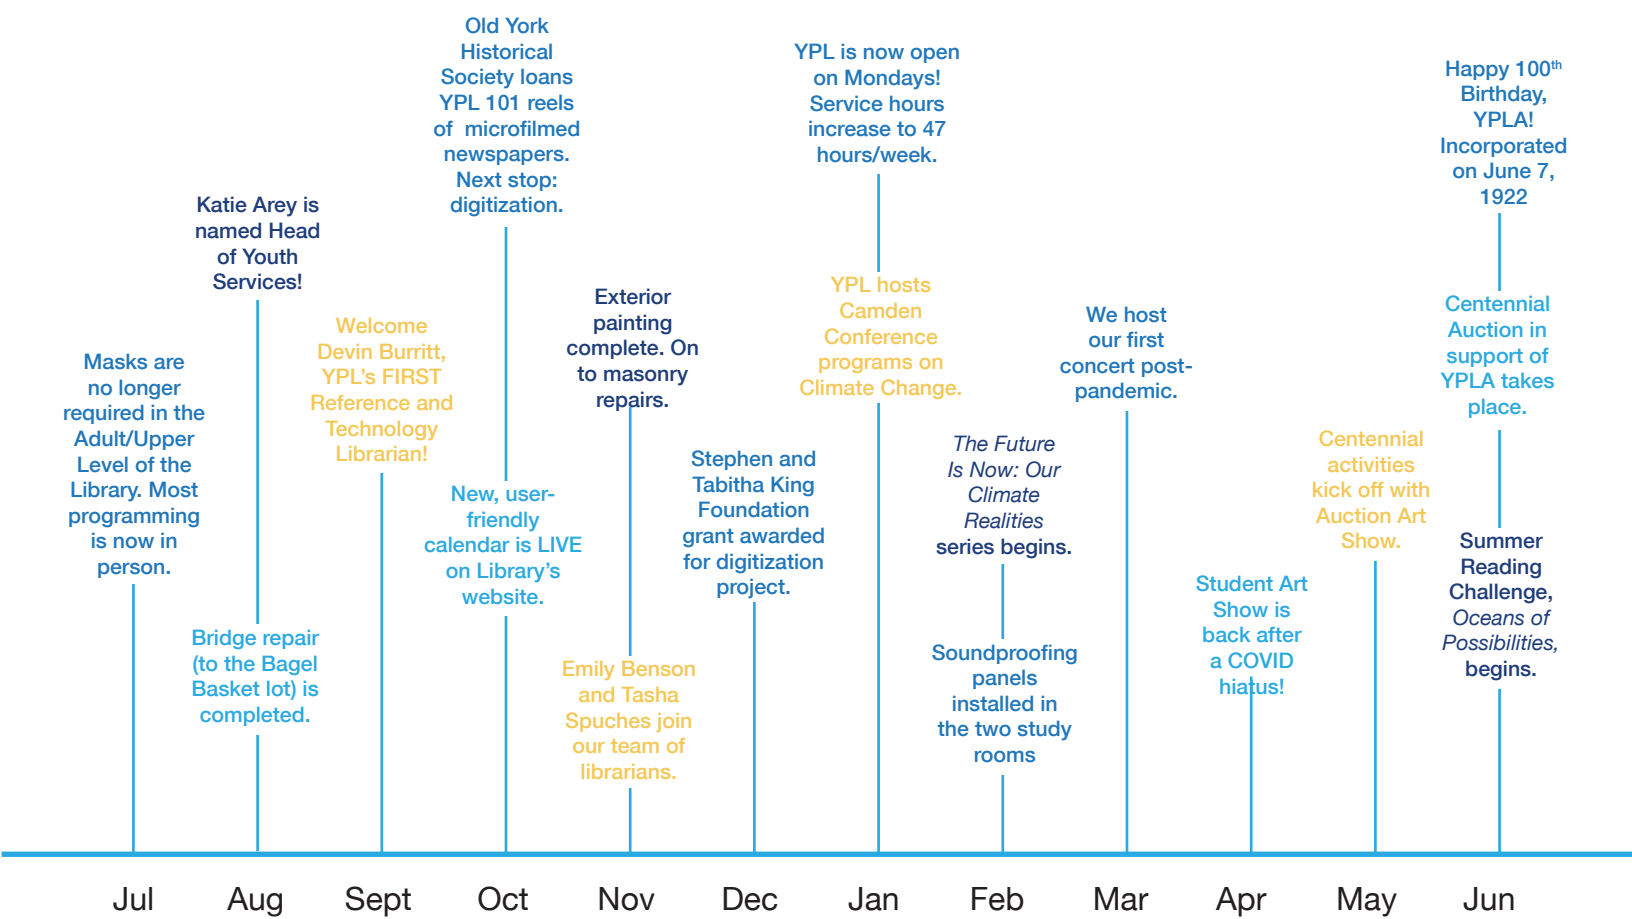 Masks are
no longer
required in the
Adult/Upper
Level of the
Library. Most
programming
is now in
person.
Katie Arey is
named Head
of Youth
Services!
Bridge repair
(to the Bagel
Basket lot) is
completed.
Welcome
Devin Burritt,
YPL’s FIRST
Reference and
Technology
Librarian!
Old York
Historical
Society loans
YPL 101 reels
of microfilmed
newspapers.
Next stop:
digitization.
New, user-
friendly
calendar is LIVE
on Library’s
website.
Exterior
painting
complete. On
to masonry
repairs.
Emily Benson
and Tasha
Spuches join
our team of
librarians.
Stephen and
Tabitha King
Foundation
grant awarded
for digitization
project.
YPL is now open
on Mondays!
Service hours
increase to 47
hours/week.
YPL hosts
Camden
Conference
programs on
Climate Change.
The Future
Is Now: Our
Climate
Realities
series begins.
Soundproofing
panels
installed in
the two study
rooms
We host
our first
concert post-
pandemic.
Student Art
Show is
back after
a COVID
hiatus!
Centennial
activities
kick off with
Auction Art
Show.
Happy 100th
Birthday,
YPLA!
Incorporated
on June 7,
1922
Centennial
Auction in
support of
YPLA takes
place.
Summer
Reading
Challenge,
Oceans of
Possibilities,
begins.
Jul Aug Sept Oct Nov Dec Jan Feb Mar Apr May Jun